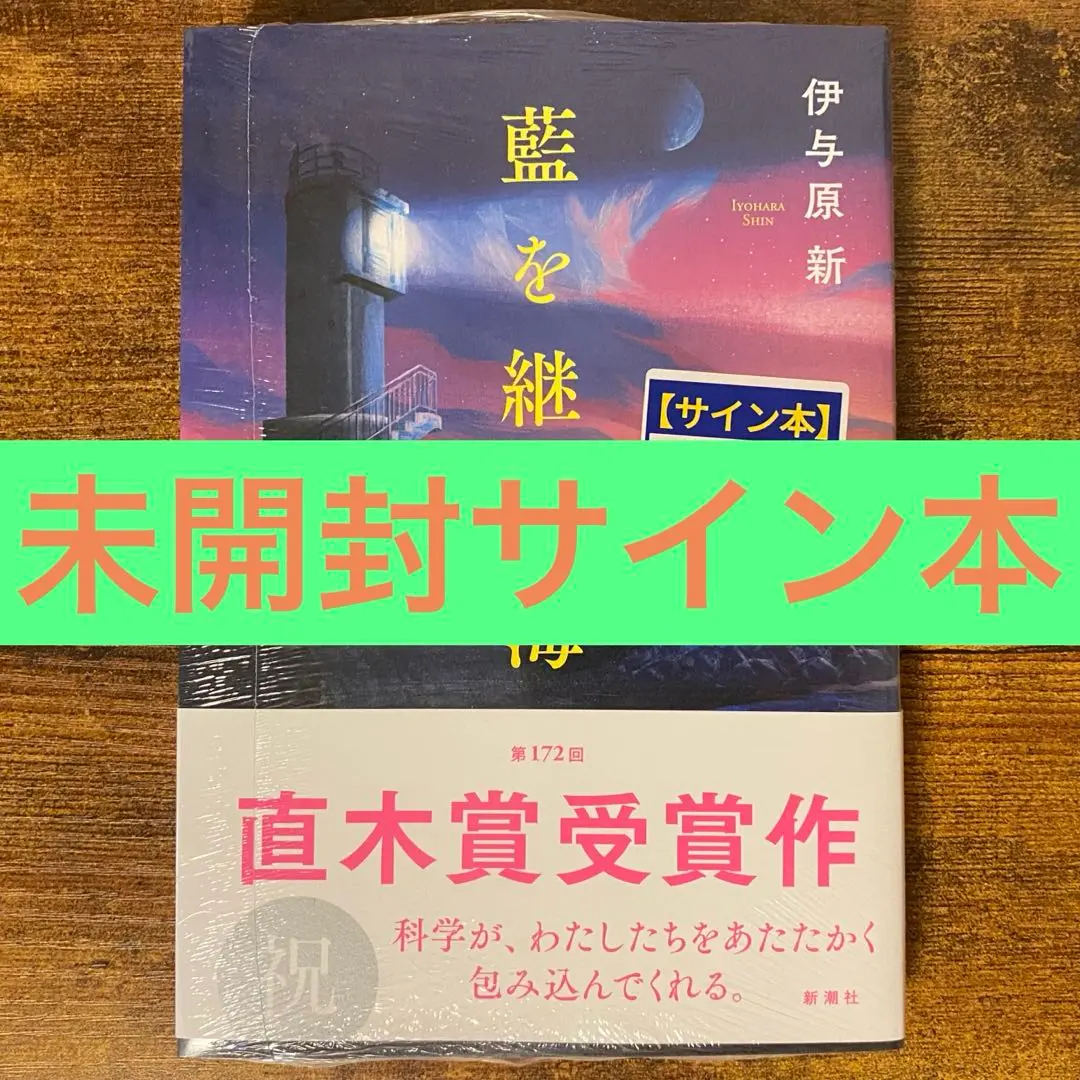 伊与原 新
IYOHARA
SHIN
藍を継
海
【サイン本】
未開封サイン本
第172回
直木賞受賞作
科学が、わたしたちをあたたかく
包み込んでくれる。
祝
新潮社